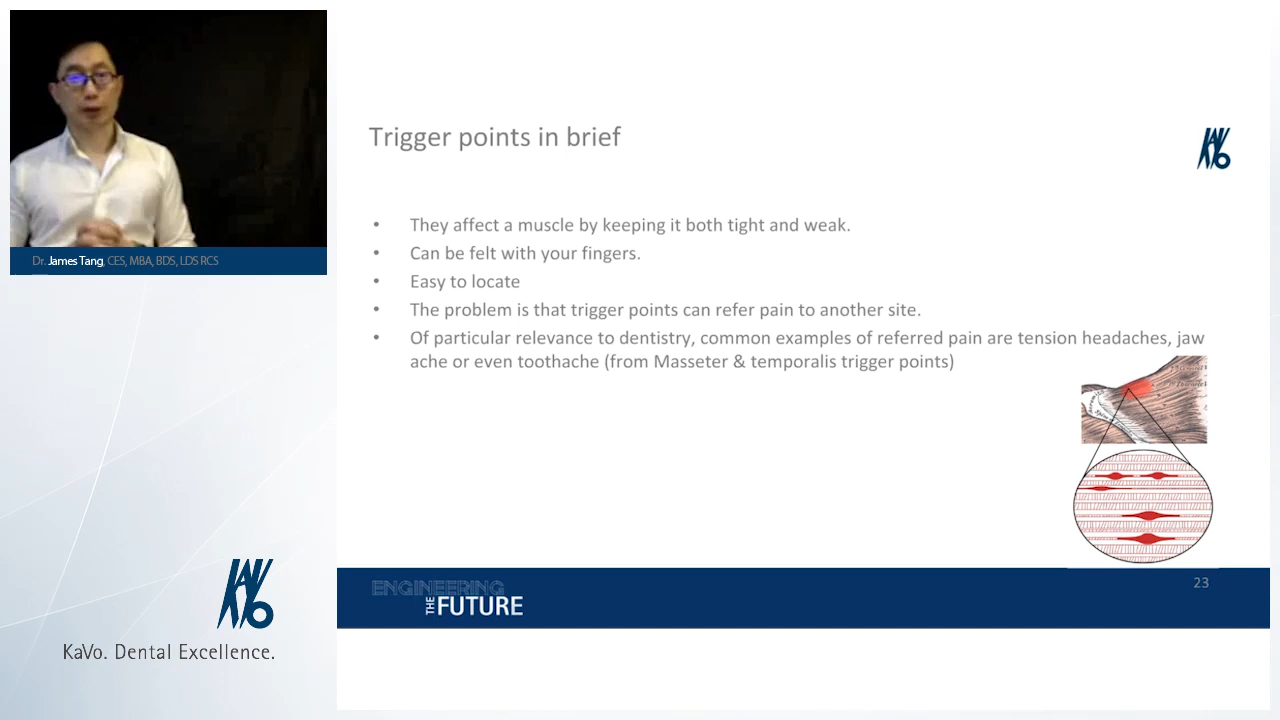 Dr. James Tang, CES, MBA, BDS, LDS RCS
Trigger points in brief
KAVO
• They affect a muscle by keeping it both tight and weak.
• Can be felt with your fingers.
• Easy to locate
• The problem is that trigger points can refer pain to another site.
• Of particular relevance to dentistry, common examples of referred pain are tension headaches, jaw
ache or even toothache (from Masseter & temporalis trigger points)
ENGINEERING
THE FUTURE
23
KAVO
KaVo. Dental Excellence.